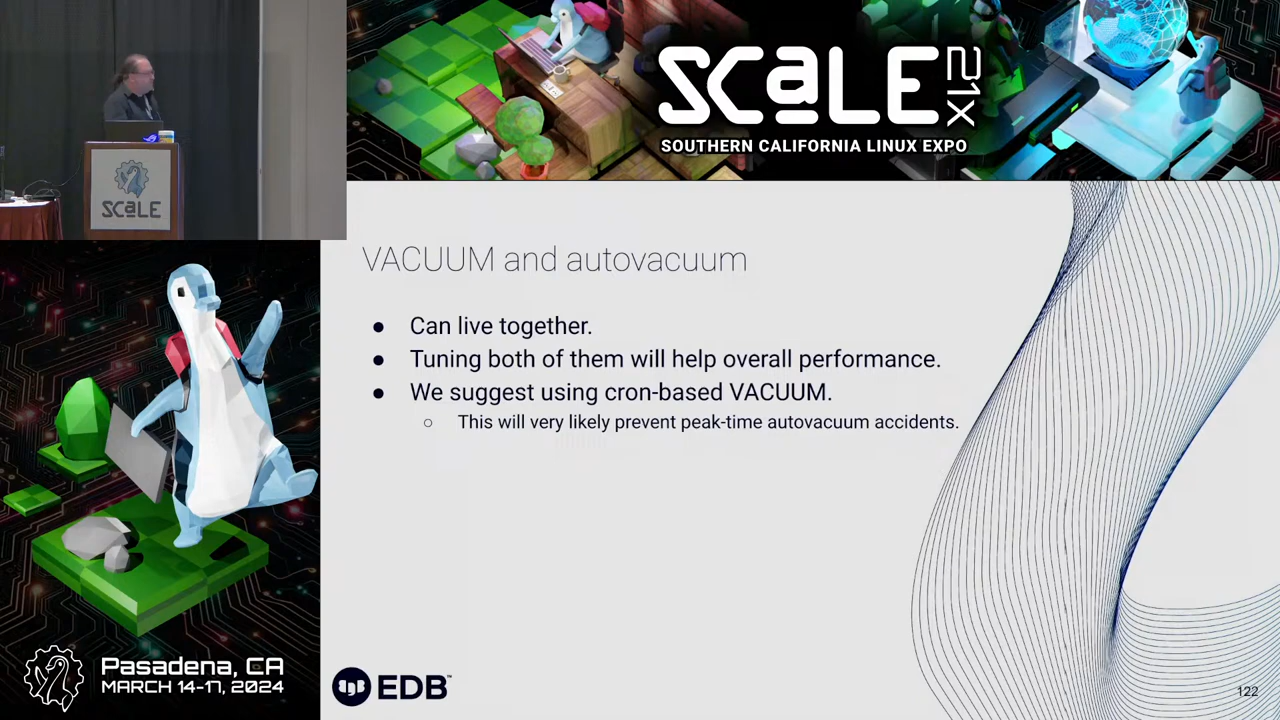 SCaLE 21X
SOUTHERN CALIFORNIA LINUX EXPO
SCaLE
VACUUM and autovacuum
● Can live together.
● Tuning both of them will help overall performance.
● We suggest using cron-based VACUUM.
○ This will very likely prevent peak-time autovacuum accidents.
Pasadena, CA
MARCH 14-17, 2024
EDB™
122